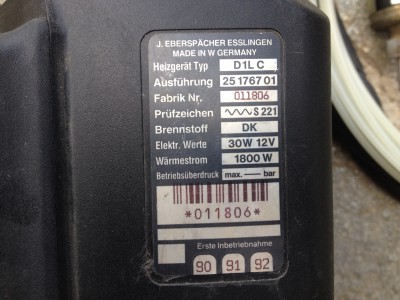 J. EBERSPÄCHER ESSLINGEN
MADE IN W GERMANY
Heizgerät Typ D1L C
Ausführung 25 1767 01
Fabrik Nr. 011806
Prüfzeichen S 221
Brennstoff DK
Elektr. Werte 30W 12V
Wärmestrom 1800 W
Betriebsüberdruck max. — bar
*011806*
Erste Inbetriebnahme
90 91 92